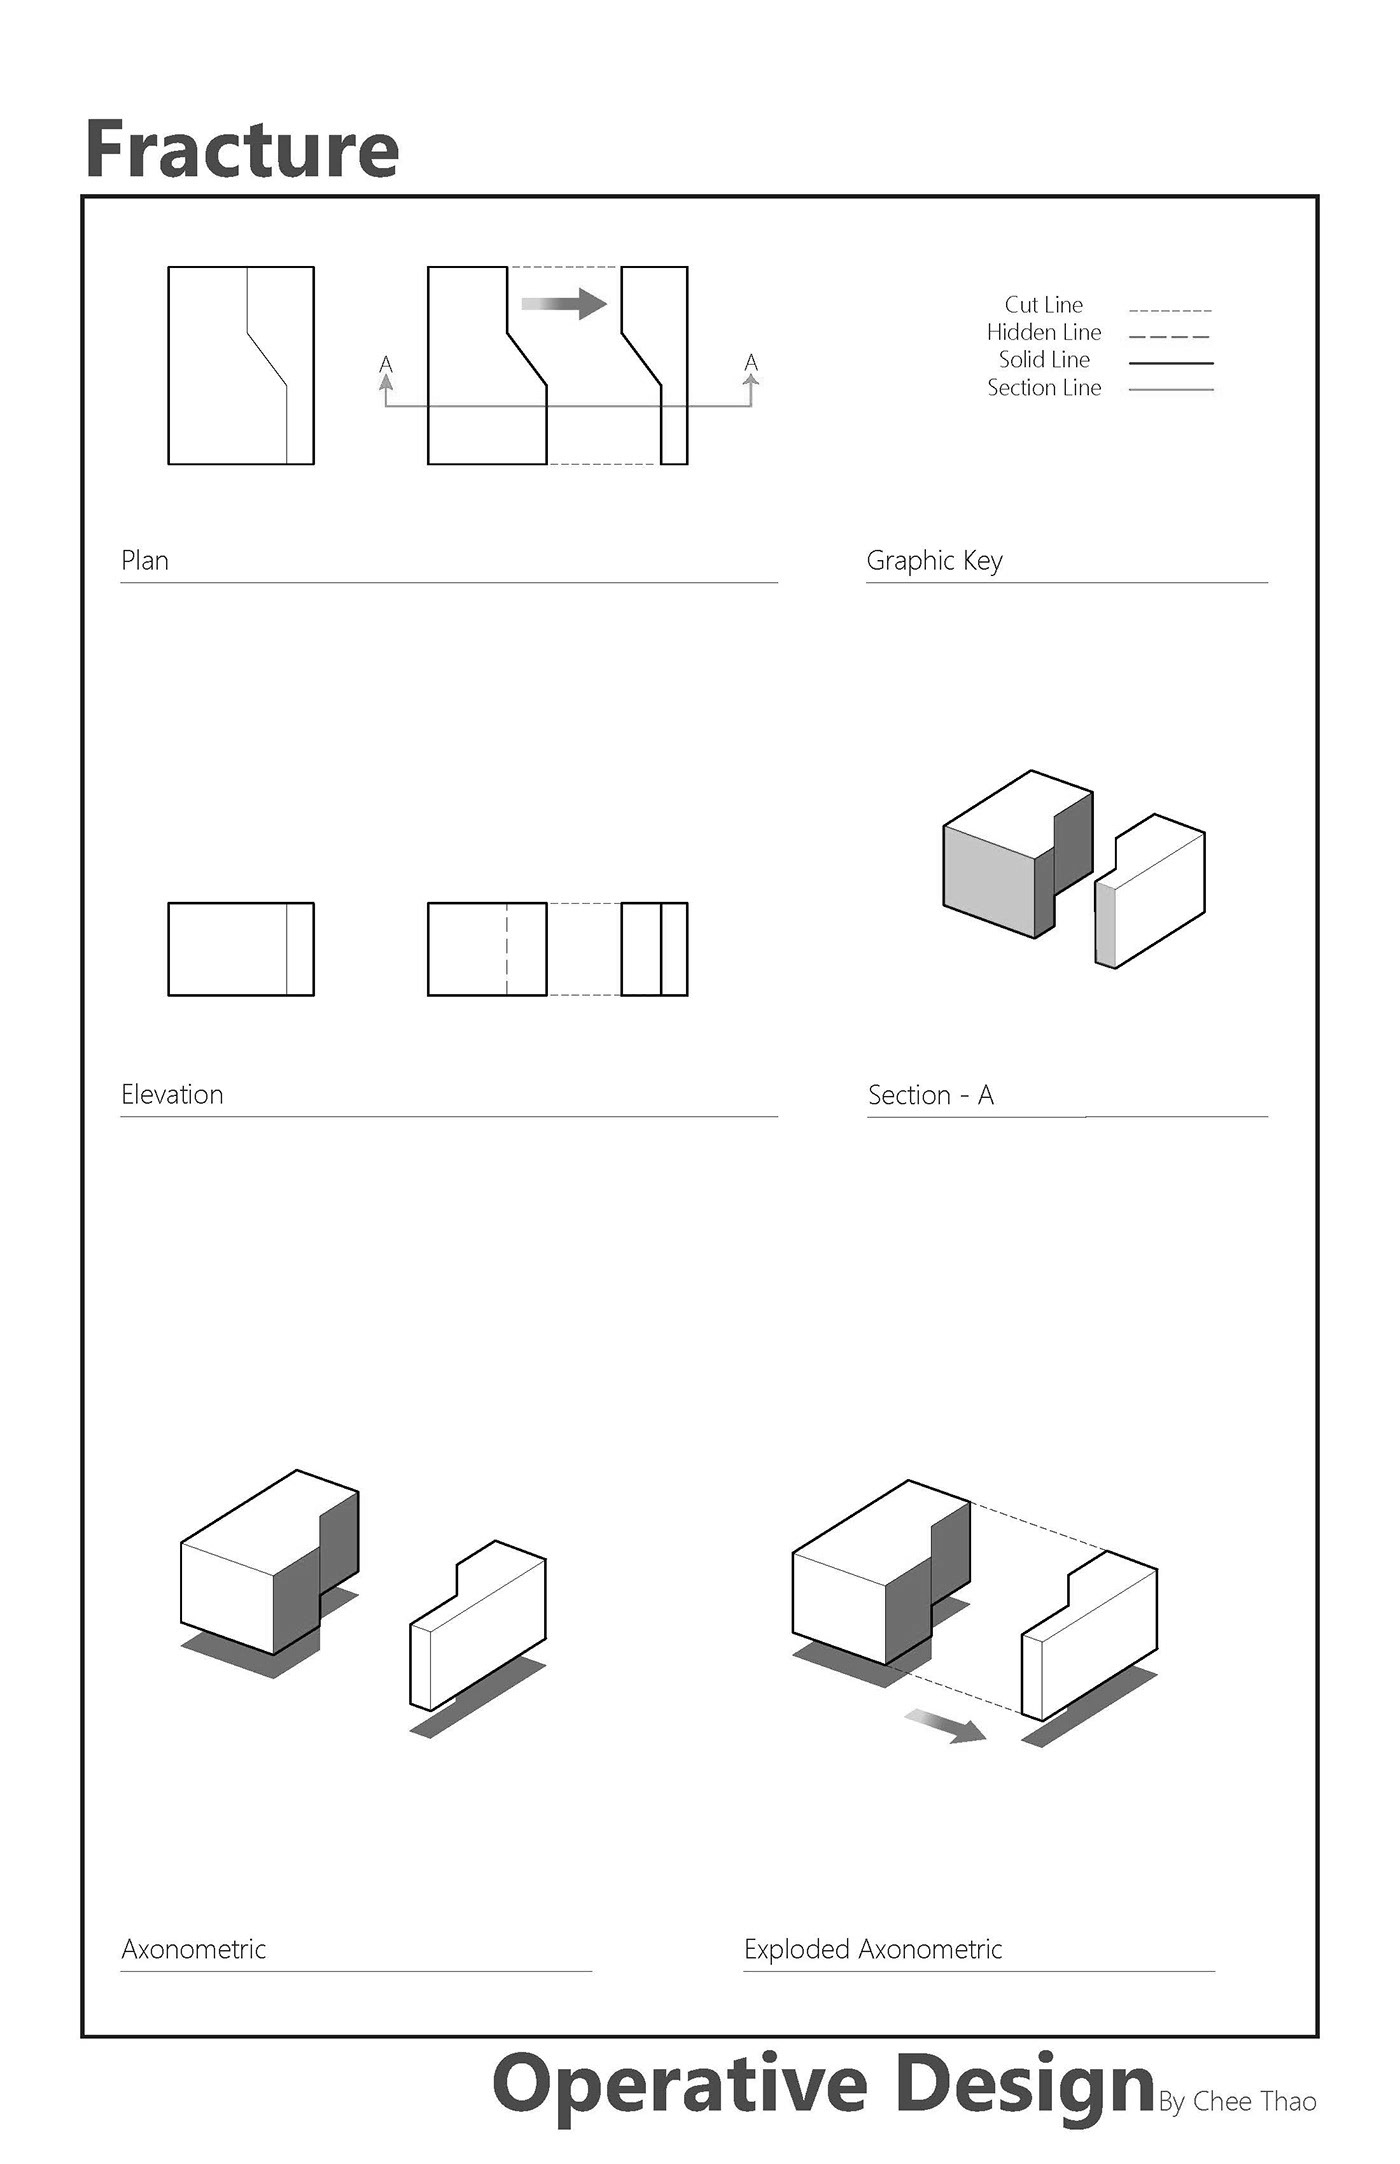 Fracture
A
A
Cut Line
Hidden Line
Solid Line
Section Line
Plan
Graphic Key
Elevation
Section - A
Axonometric
Exploded Axonometric
Operative Design By Chee Thao